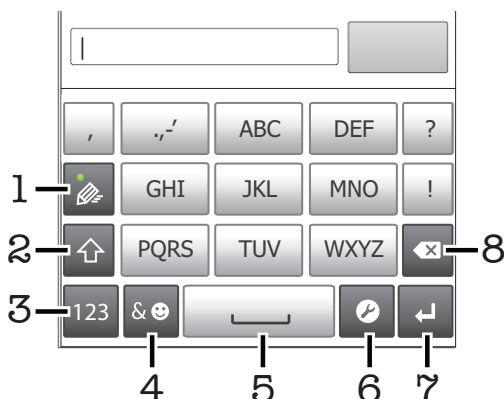 , .,-′ ABC DEF ?
1 GHI JKL MNO !
2 PQRS TUV WXYZ 8
3 123 &
4 5 6 7